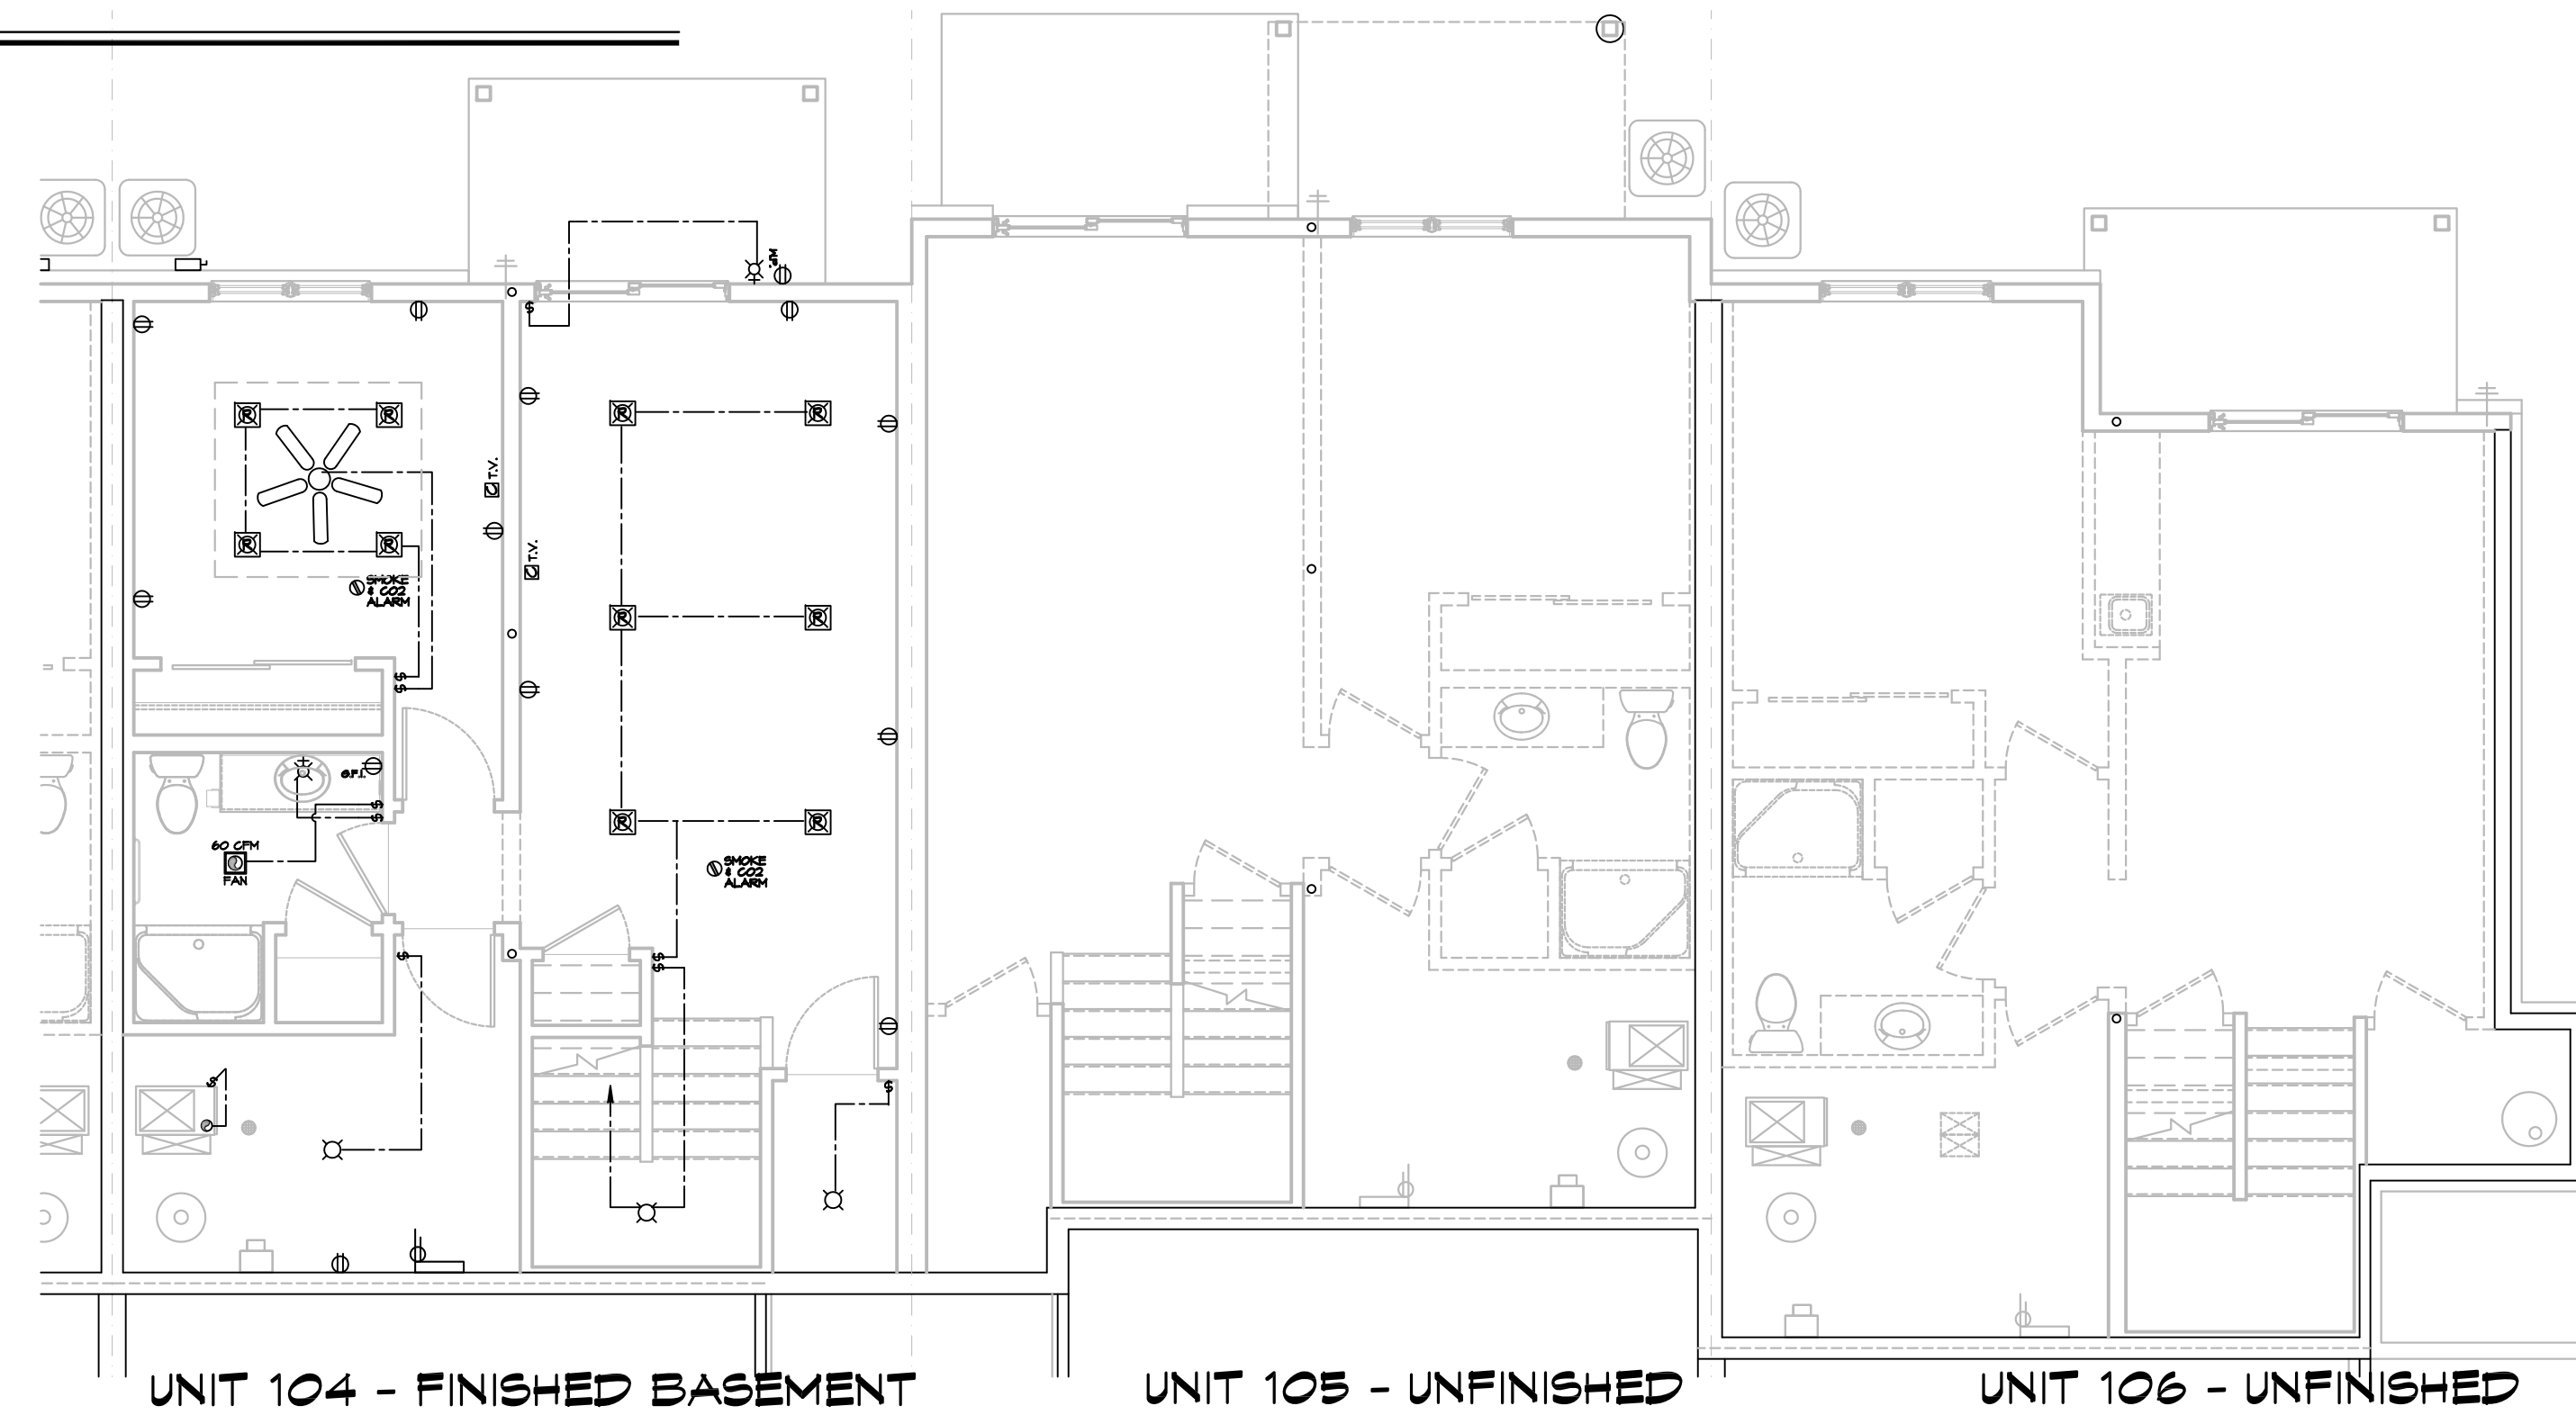 W.P.
$
R
R
R
R
T.V.
C
T.V.
C
R
R
R
R
SMOKE
& CO2
ALARM
R
R
$
$
G.F.I.
$
$
60 CFM
FAN
SMOKE
& CO2
ALARM
$
$
$
$
$
UNIT 104 - FINISHED BASEMENT
UNIT 105 - UNFINISHED
UNIT 106 - UNFINISHED